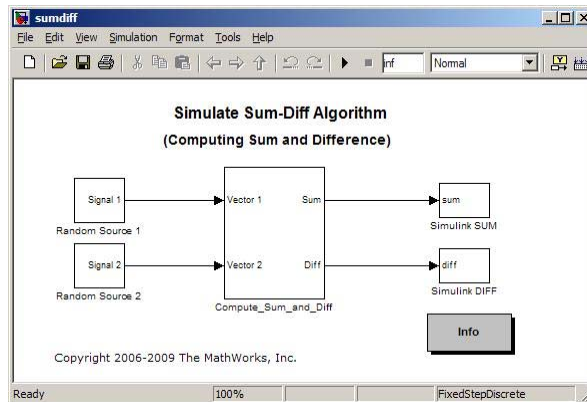 sumdiff
File Edit View Simulation Format Tools Help
inf Normal
Simulate Sum-Diff Algorithm
(Computing Sum and Difference)
Signal 1 Vector 1 Sum sum
Random Source 1 Simulink SUM
Signal 2 Vector 2 Diff diff
Random Source 2 Compute_Sum_and_Diff Simulink DIFF
Info
Copyright 2006-2009 The MathWorks, Inc.
Ready 100% FixedStepDiscrete